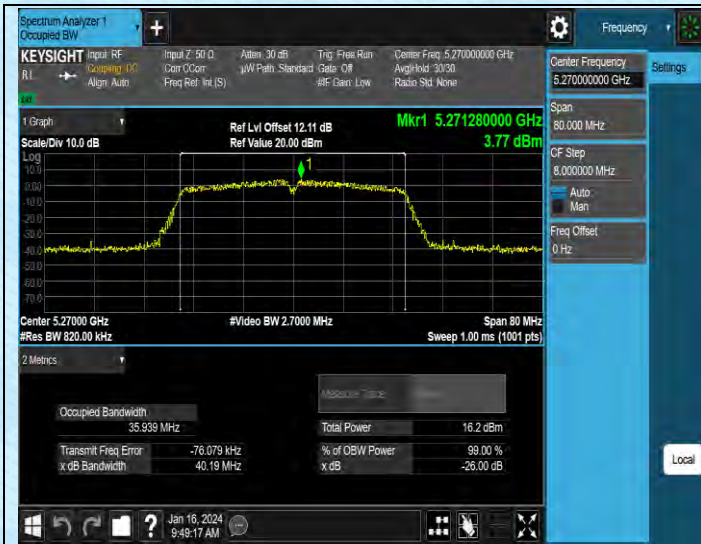 Spectrum Analyzer 1
Occupied BW
+
Frequency
KEYSIGHT
RL
Input: RF
Coupling: DC
Align: Auto
Input Z: 50 Ω
Corr CCorr
Freq Ref: Int (S)
Atten: 30 dB
µW Path: Standard
Trig: Free Run
Gate: Off
#IF Gain: Low
Center Freq: 5.270000000 GHz
Avg|Hold: 30/30
Radio Std: None
1 Graph
Scale/Div 10.0 dB
Ref Lvl Offset 12.11 dB
Ref Value 20.00 dBm
Mkr1 5.271280000 GHz
3.77 dBm
Log
10.0
0.00
-10.0
-20.0
-30.0
-40.0
-50.0
-60.0
-70.0
1
Center 5.27000 GHz
#Res BW 820.00 kHz
#Video BW 2.7000 MHz
Span 80 MHz
Sweep 1.00 ms (1001 pts)
2 Metrics
Measure Trace
Occupied Bandwidth
35.939 MHz
Total Power 16.2 dBm
Transmit Freq Error -76.079 kHz
% of OBW Power 99.00 %
x dB Bandwidth 40.19 MHz
x dB -26.00 dB
Center Frequency
5.270000000 GHz
Settings
Span
80.000 MHz
CF Step
8.000000 MHz
Auto
Man
Freq Offset
0 Hz
Local
?
Jan 16, 2024
9:49:17 AM